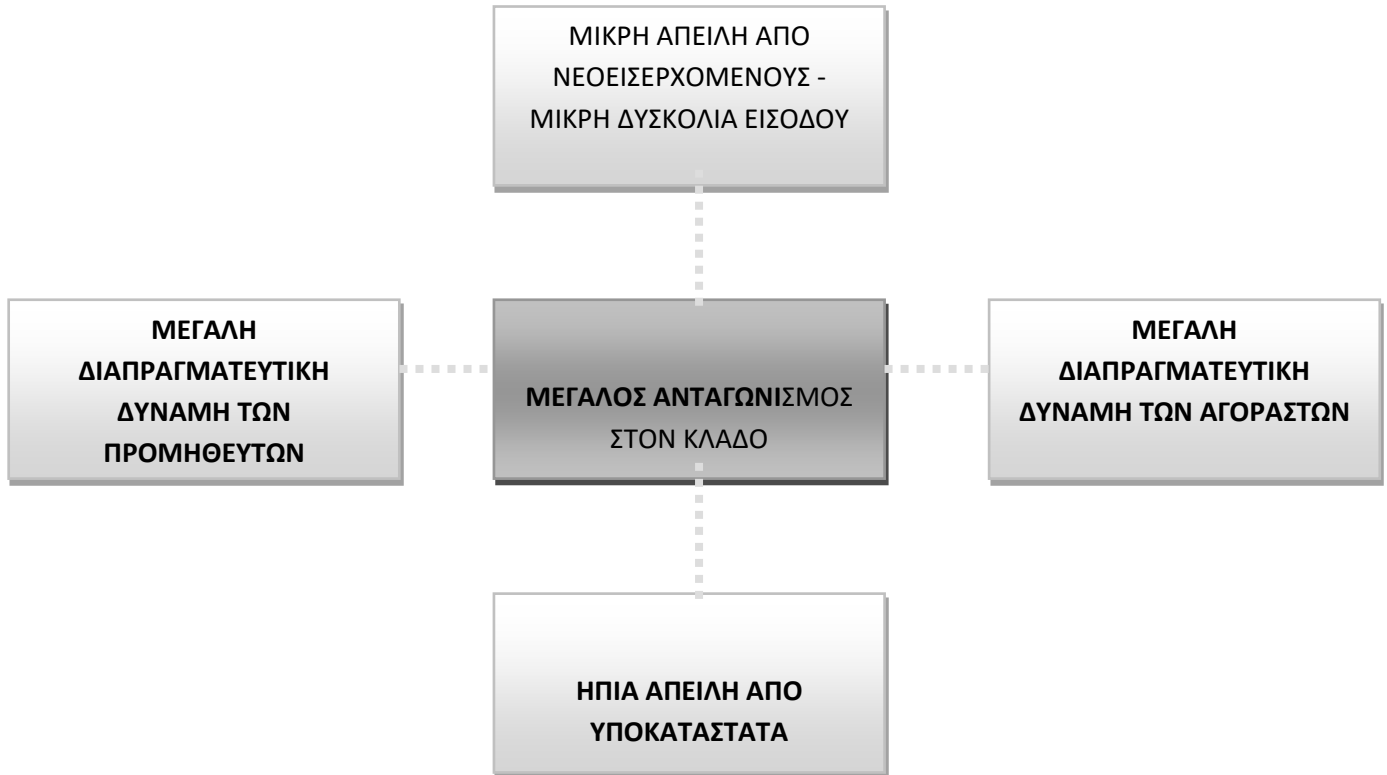 ΜΙΚΡΗ ΑΠΕΙΛΗ ΑΠΟ
ΝΕΟΕΙΣΕΡΧΟΜΕΝΟΥΣ -
ΜΙΚΡΗ ΔΥΣΚΟΛΙΑ ΕΙΣΟΔΟΥ
ΜΕΓΑΛΗ
ΔΙΑΠΡΑΓΜΑΤΕΥΤΙΚΗ
ΔΥΝΑΜΗ ΤΩΝ
ΠΡΟΜΗΘΕΥΤΩΝ
ΜΕΓΑΛΟΣ ΑΝΤΑΓΩΝΙΣΜΟΣ
ΣΤΟΝ ΚΛΑΔΟ
ΜΕΓΑΛΗ
ΔΙΑΠΡΑΓΜΑΤΕΥΤΙΚΗ
ΔΥΝΑΜΗ ΤΩΝ ΑΓΟΡΑΣΤΩΝ
ΗΠΙΑ ΑΠΕΙΛΗ ΑΠΟ
ΥΠΟΚΑΤΑΣΤΑΤΑ